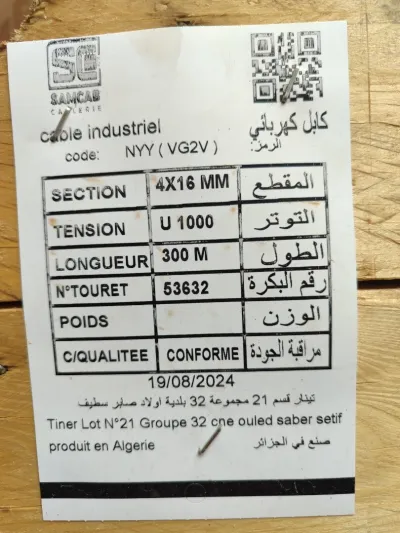 SC
SAMCAB
CABLERIE
cable industriel كابل كهربائي
code: NYY ( VG2V ) الرمز:
SECTION 4X16 MM المقطع
TENSION U 1000 التوتر
LONGUEUR 300 M الطول
N°TOURET 53632 رقم البكرة
POIDS الوزن
C/QUALITEE CONFORME مراقبة الجودة
19/08/2024
تينار قسم 21 مجموعة 32 بلدية اولاد صابر سطيف
Tiner Lot N°21 Groupe 32 cne ouled saber setif
produit en Algerie صنع في الجزائر